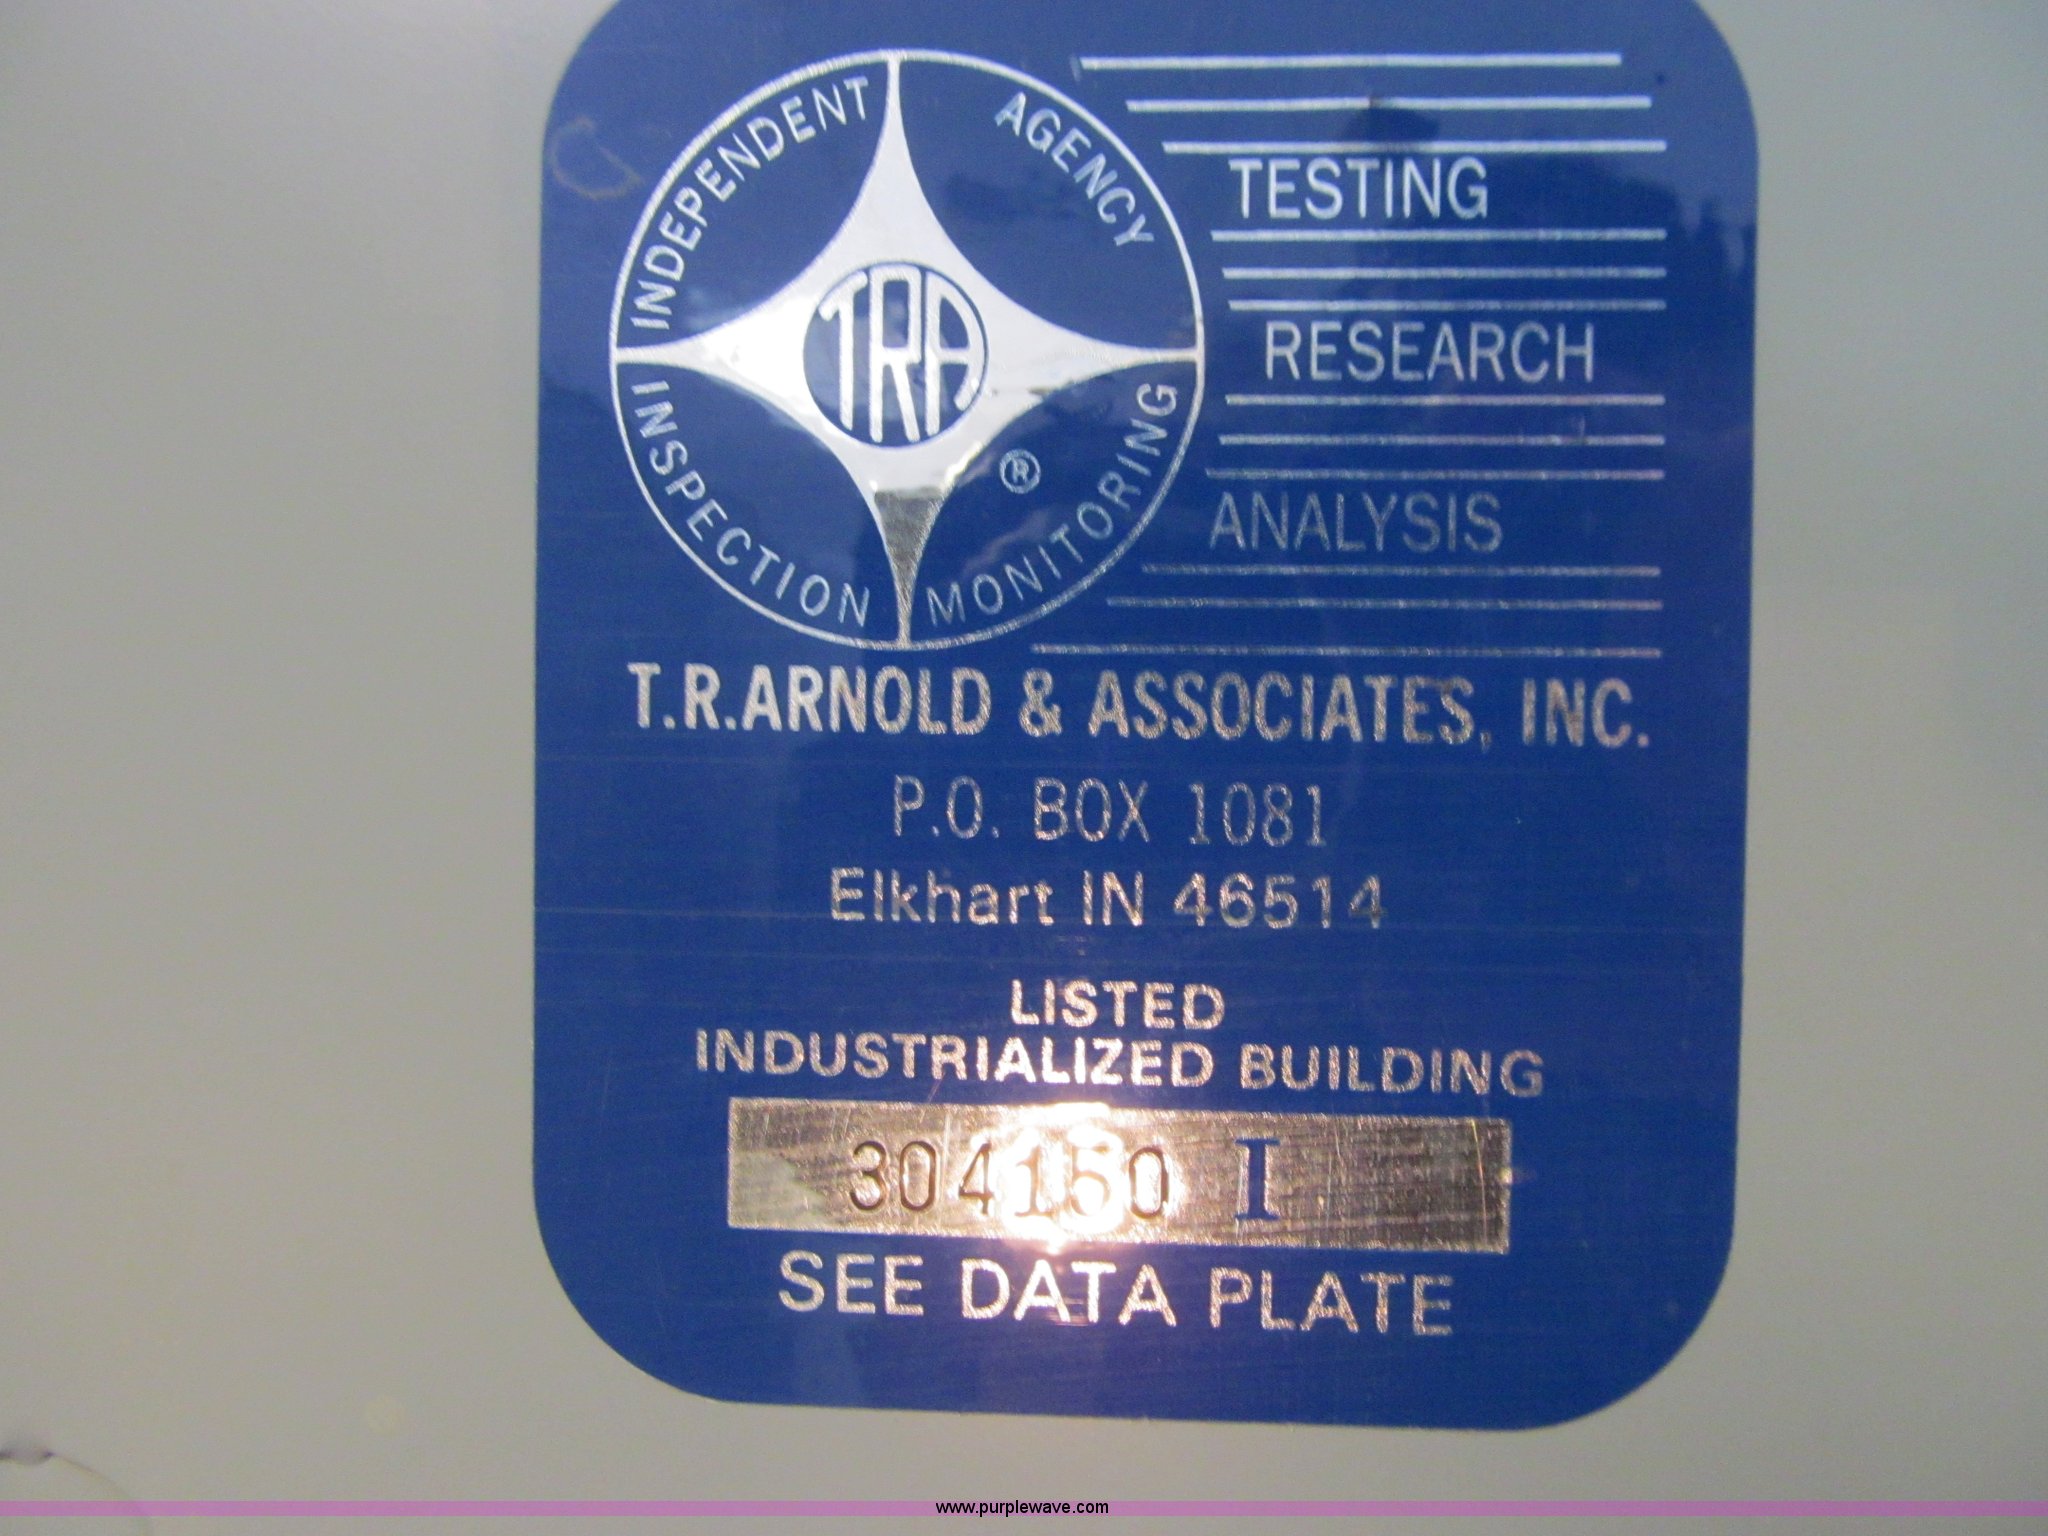 INDEPENDENT AGENCY
INSPECTION MONITORING
TRA
®
TESTING
RESEARCH
ANALYSIS
T.R.ARNOLD & ASSOCIATES, INC.
P.O. BOX 1081
Elkhart IN 46514
LISTED
INDUSTRIALIZED BUILDING
304150 I
SEE DATA PLATE
www.purplewave.com